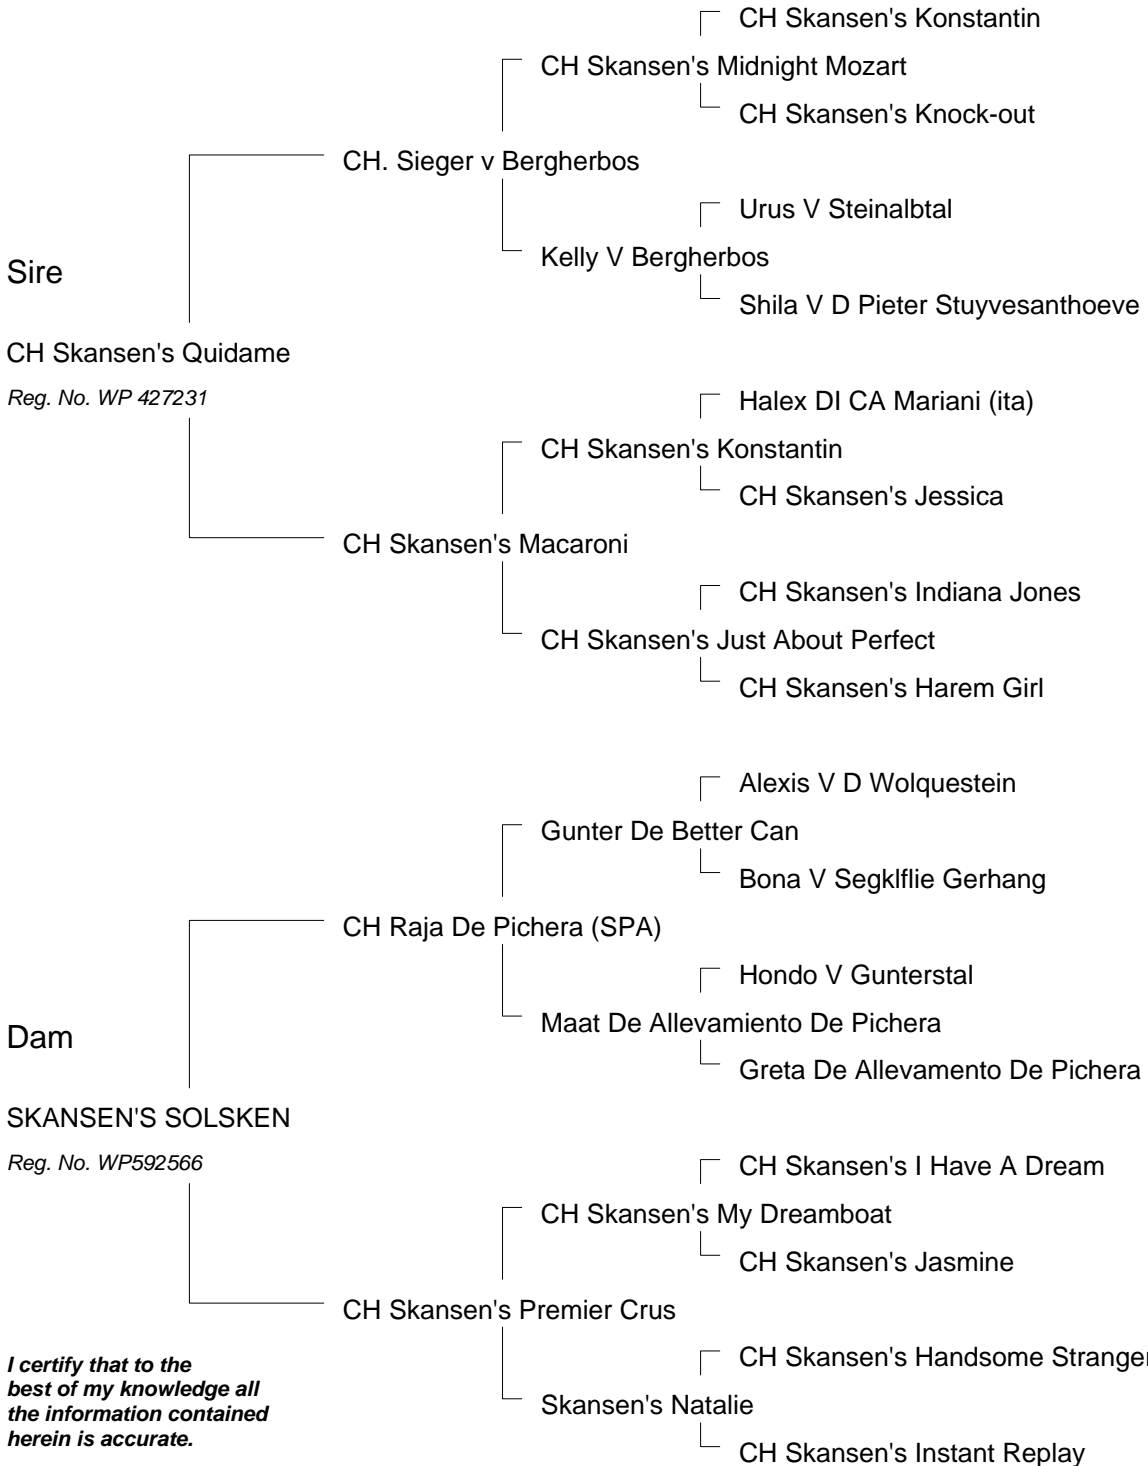 CH Skansen's Konstantin
CH Skansen's Midnight Mozart
CH Skansen's Knock-out
CH. Sieger v Bergherbos
Urus V Steinalbtal
Kelly V Bergherbos
Shila V D Pieter Stuyvesanthoeve
Sire
CH Skansen's Quidame
Reg. No. WP 427231
Halex DI CA Mariani (ita)
CH Skansen's Konstantin
CH Skansen's Jessica
CH Skansen's Macaroni
CH Skansen's Indiana Jones
CH Skansen's Just About Perfect
CH Skansen's Harem Girl
Alexis V D Wolquestein
Gunter De Better Can
Bona V Segklflie Gerhang
CH Raja De Pichera (SPA)
Hondo V Gunterstal
Maat De Allevamiento De Pichera
Greta De Allevamento De Pichera
Dam
SKANSEN'S SOLSKEN
Reg. No. WP592566
CH Skansen's I Have A Dream
CH Skansen's My Dreamboat
CH Skansen's Jasmine
CH Skansen's Premier Crus
CH Skansen's Handsome Stranger
Skansen's Natalie
CH Skansen's Instant Replay
I certify that to the
best of my knowledge all
the information contained
herein is accurate.